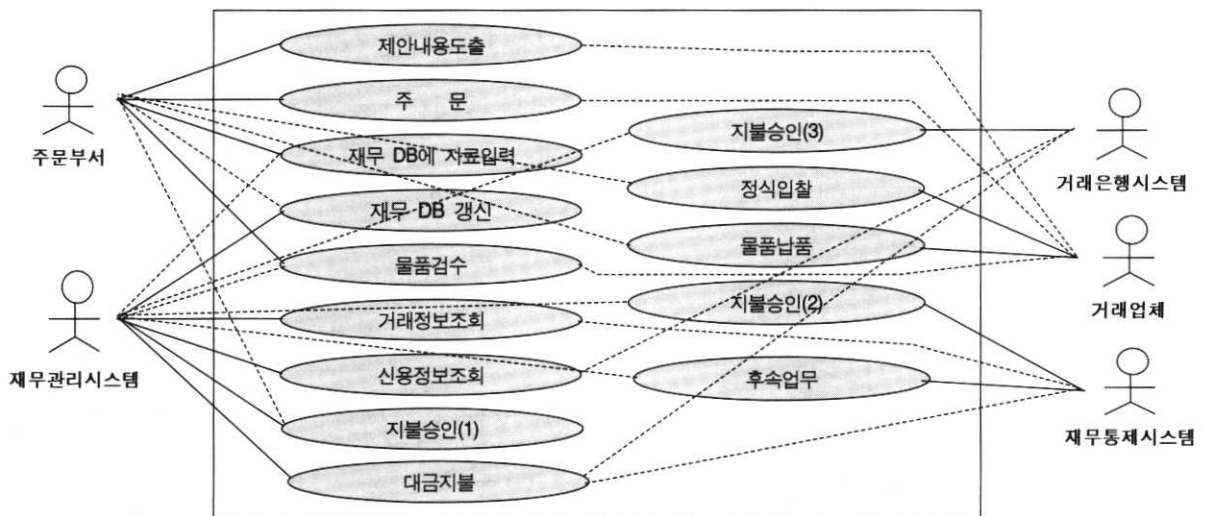 제안내용도출
주 문
재무 DB에 자료입력
재무 DB 갱신
물품검수
거래정보조회
신용정보조회
지불승인(1)
대금지불
지불승인(3)
정식입찰
물품납품
지불승인(2)
후속업무
주문부서
재무관리시스템
거래은행시스템
거래업체
재무통제시스템